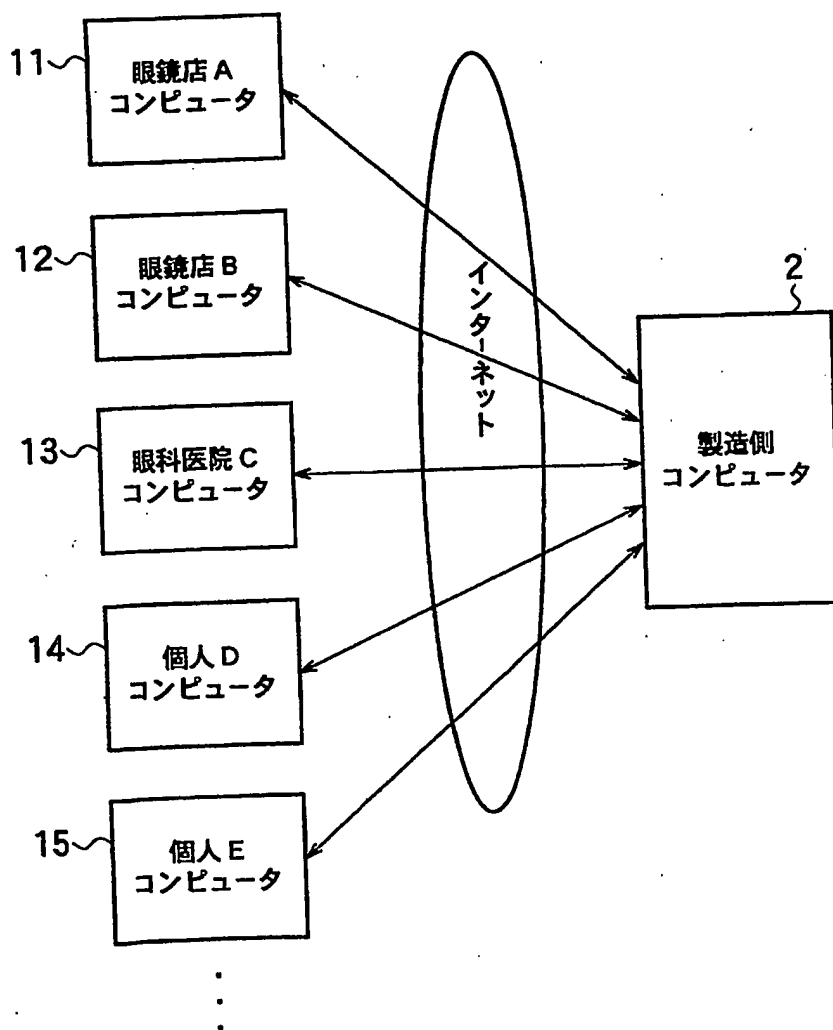 11
眼鏡店A
コンピュータ
12
眼鏡店B
コンピュータ
13
眼科医院C
コンピュータ
14
個人D
コンピュータ
15
個人E
コンピュータ
インターネット
2
製造側
コンピュータ